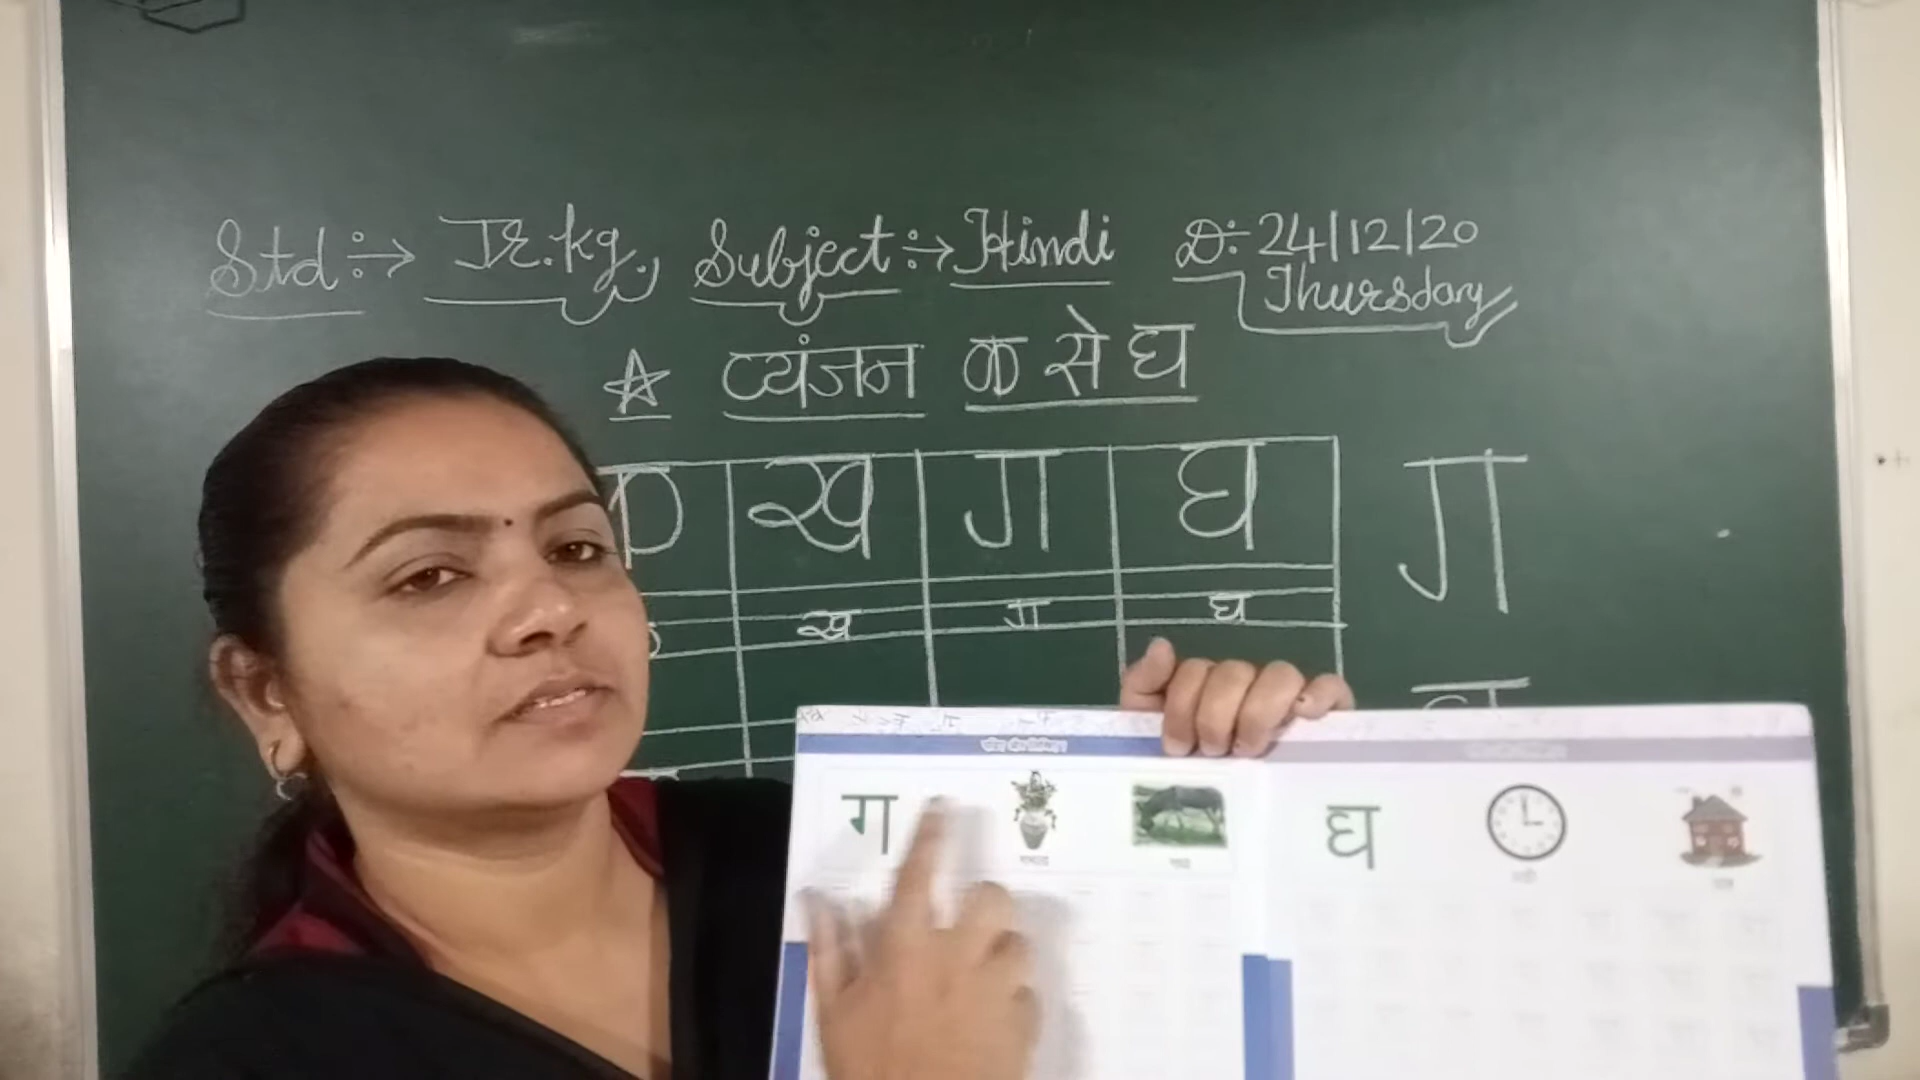 Std :→ Jr.kg., Subject :→ Hindi D:- 24/12/20
Thursday
☆ व्यंजन क से घ
क ख ग घ ग
ख ग घ
ग घ